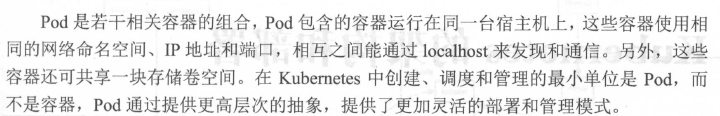 Pod 是若干相关容器的组合，Pod 包含的容器运行在同一台宿主机上，这些容器使用相
同的网络命名空间、IP 地址和端口，相互之间能通过 localhost 来发现和通信。另外，这些
容器还可共享一块存储卷空间。在 Kubernetes 中创建、调度和管理的最小单位是 Pod，而
不是容器，Pod 通过提供更高层次的抽象，提供了更加灵活的部署和管理模式。